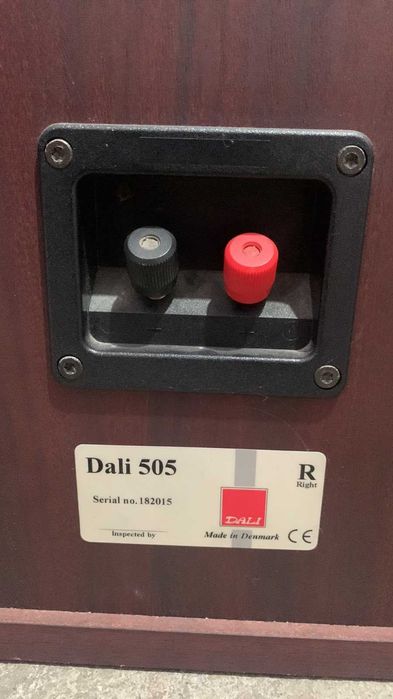 Dali 505
R
Right
Serial no. 182015
DALI
Inspected by
Made in Denmark CE